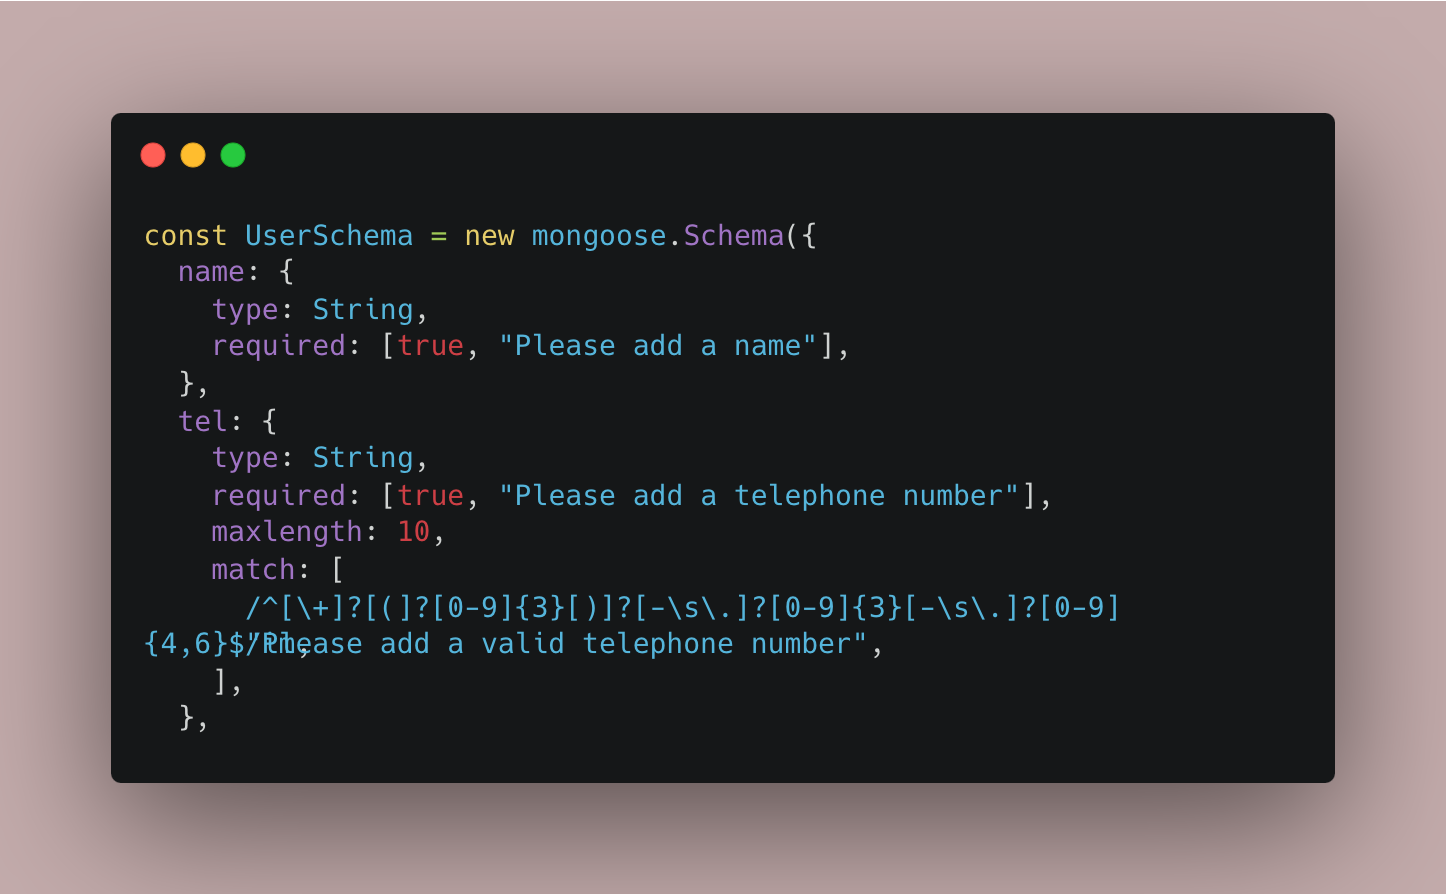 const UserSchema = new mongoose.Schema({
  name: {
    type: String,
    required: [true, "Please add a name"],
  },
  tel: {
    type: String,
    required: [true, "Please add a telephone number"],
    maxlength: 10,
    match: [
      /^[\+]?[(]?[0-9]{3}[)]?[-\s\.]?[0-9]{3}[-\s\.]?[0-9]
{4,6}$/im,
      "Please add a valid telephone number",
    ],
  },